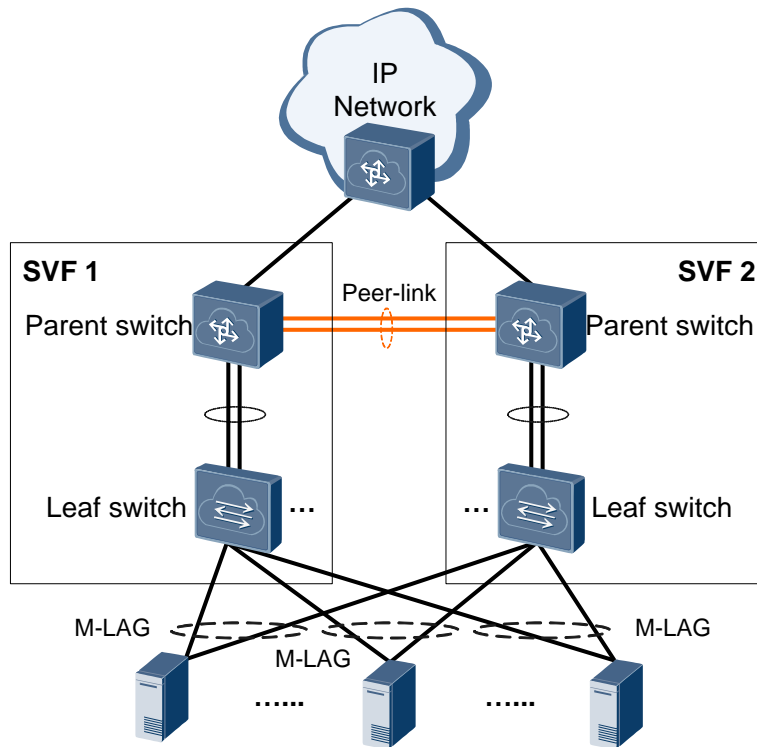 IP
Network
SVF 1
SVF 2
Peer-link
Parent switch
Parent switch
Leaf switch
...
...
Leaf switch
M-LAG
M-LAG
M-LAG
…...
…...